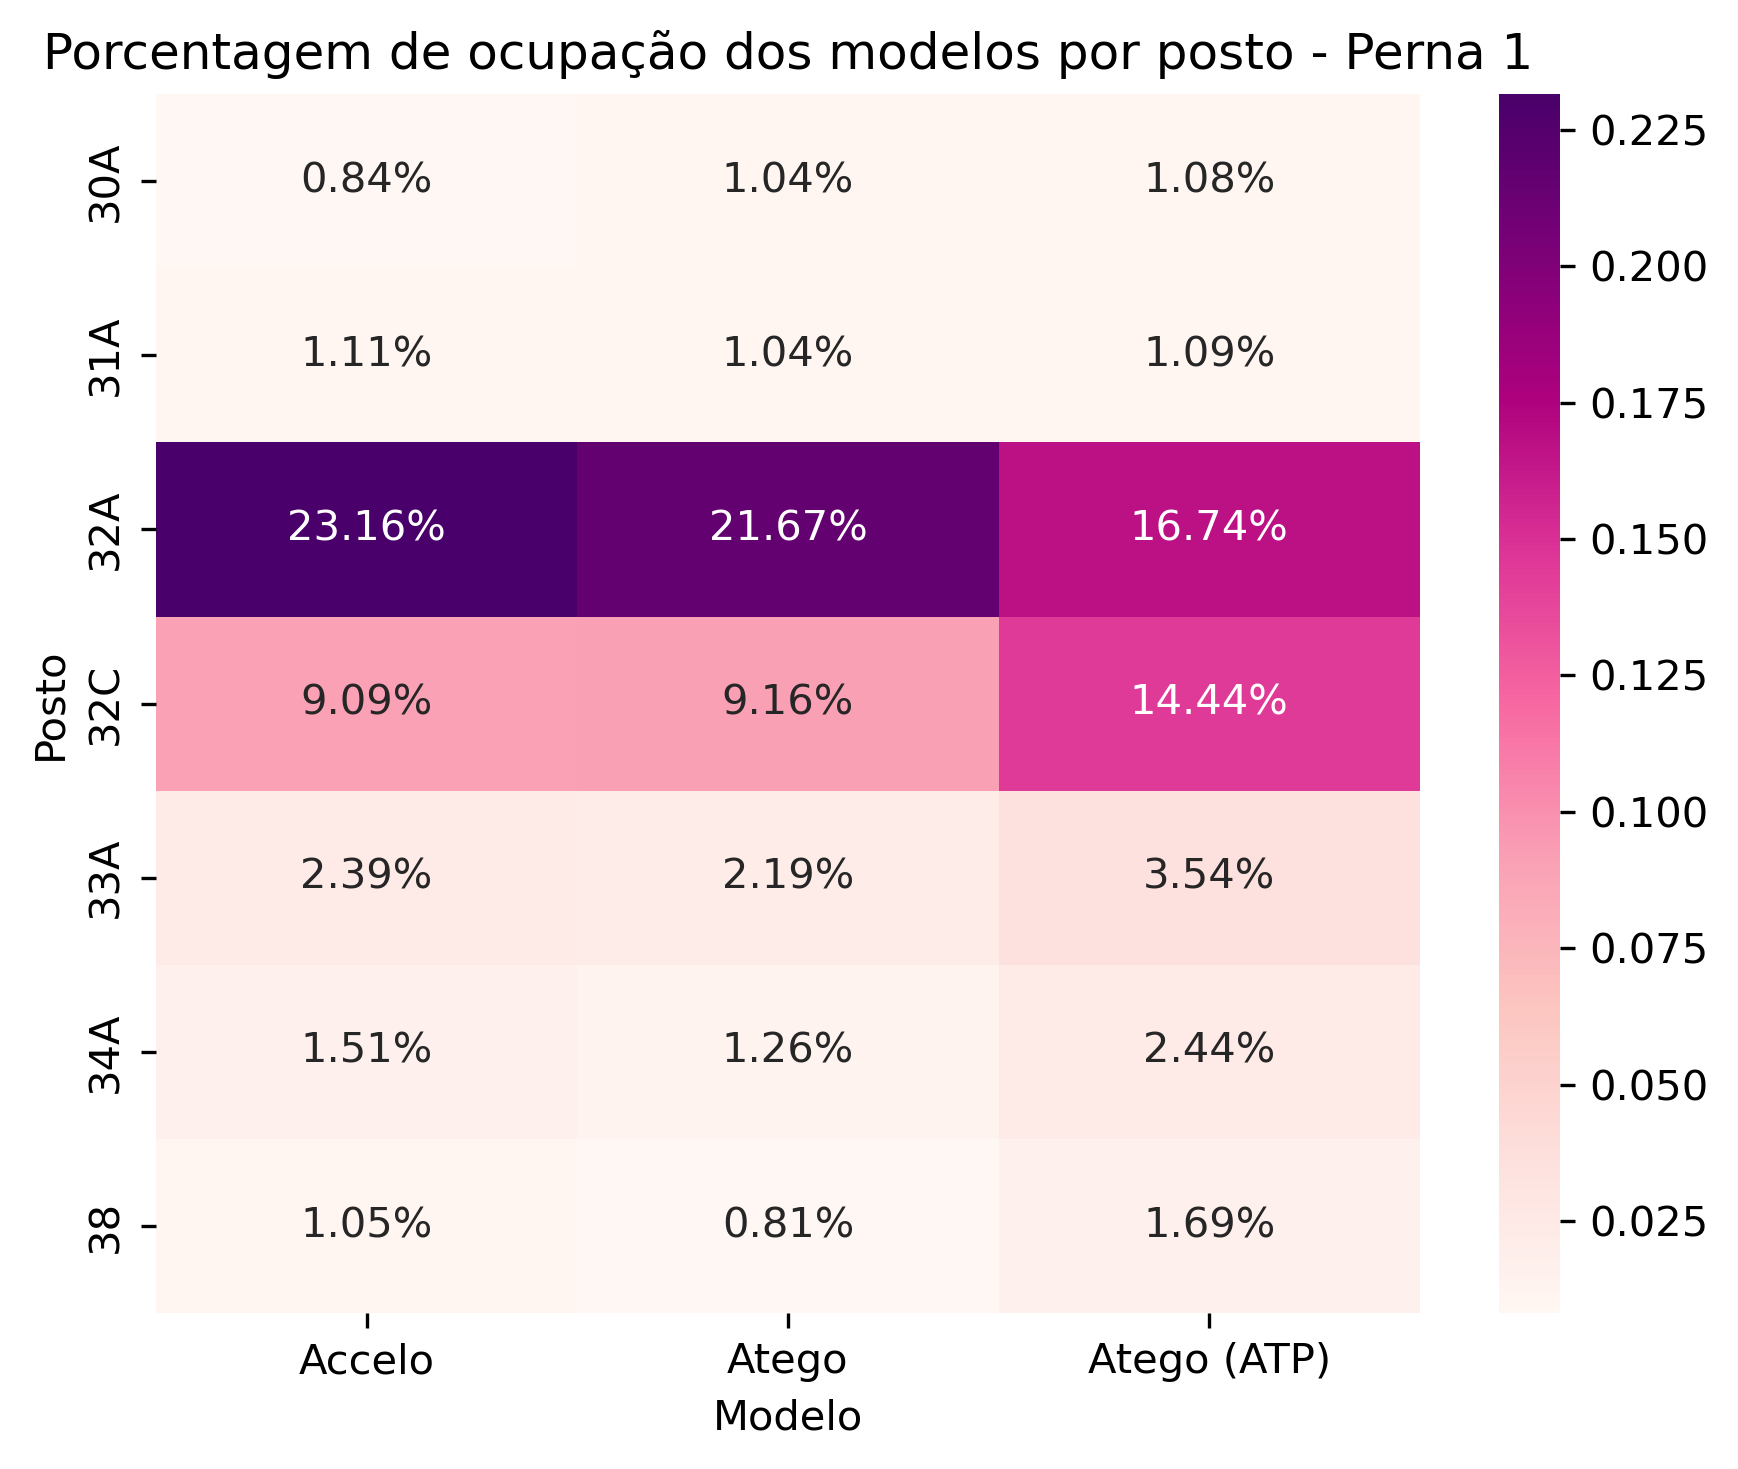 Porcentagem de ocupação dos modelos por posto - Perna 1
Posto
30A 0.84% 1.04% 1.08%
31A 1.11% 1.04% 1.09%
32A 23.16% 21.67% 16.74%
32C 9.09% 9.16% 14.44%
33A 2.39% 2.19% 3.54%
34A 1.51% 1.26% 2.44%
38 1.05% 0.81% 1.69%
Accelo Atego Atego (ATP)
Modelo
0.225
0.200
0.175
0.150
0.125
0.100
0.075
0.050
0.025